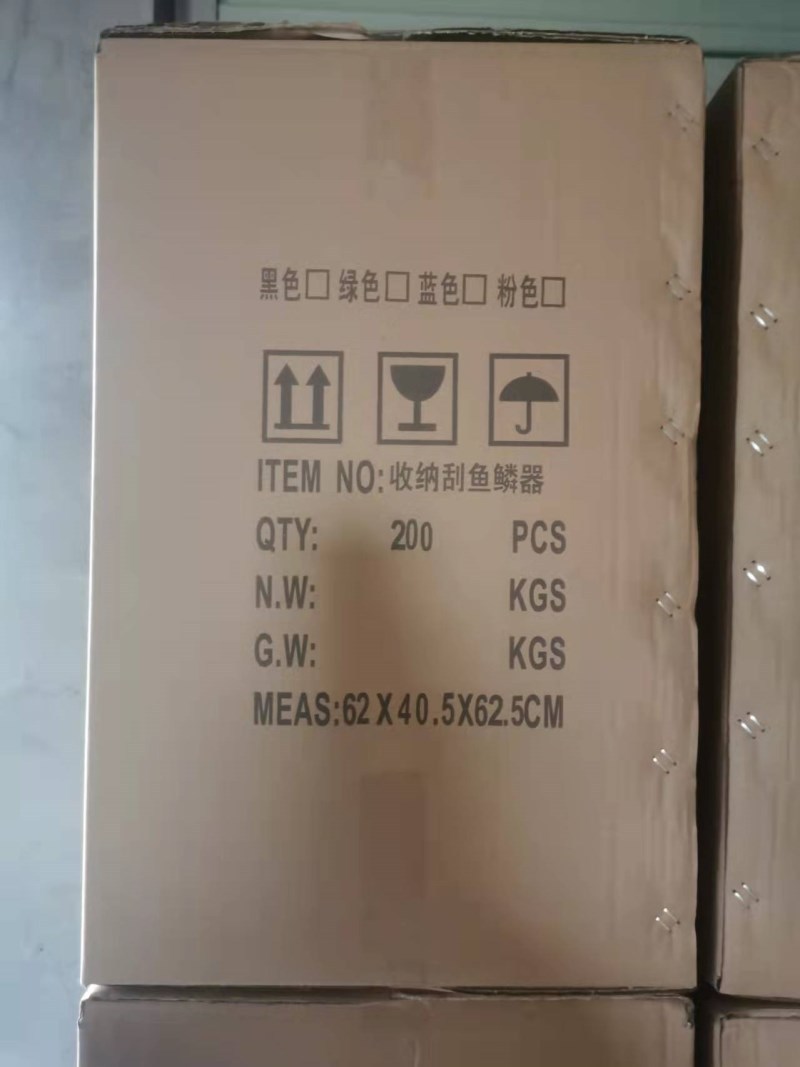 黑色□ 绿色□ 蓝色□ 粉色□
ITEM NO:收纳刮鱼鳞器
QTY: 200 PCS
N.W: KGS
G.W: KGS
MEAS:62X40.5X62.5CM